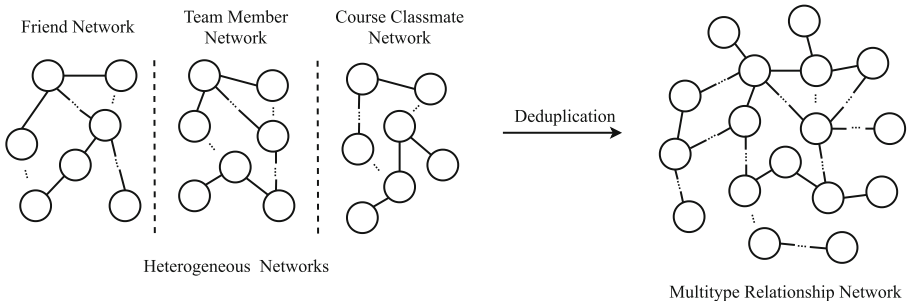 Friend Network
Team Member
Network
Course Classmate
Network
Deduplication
Heterogeneous Networks
Multitype Relationship Network